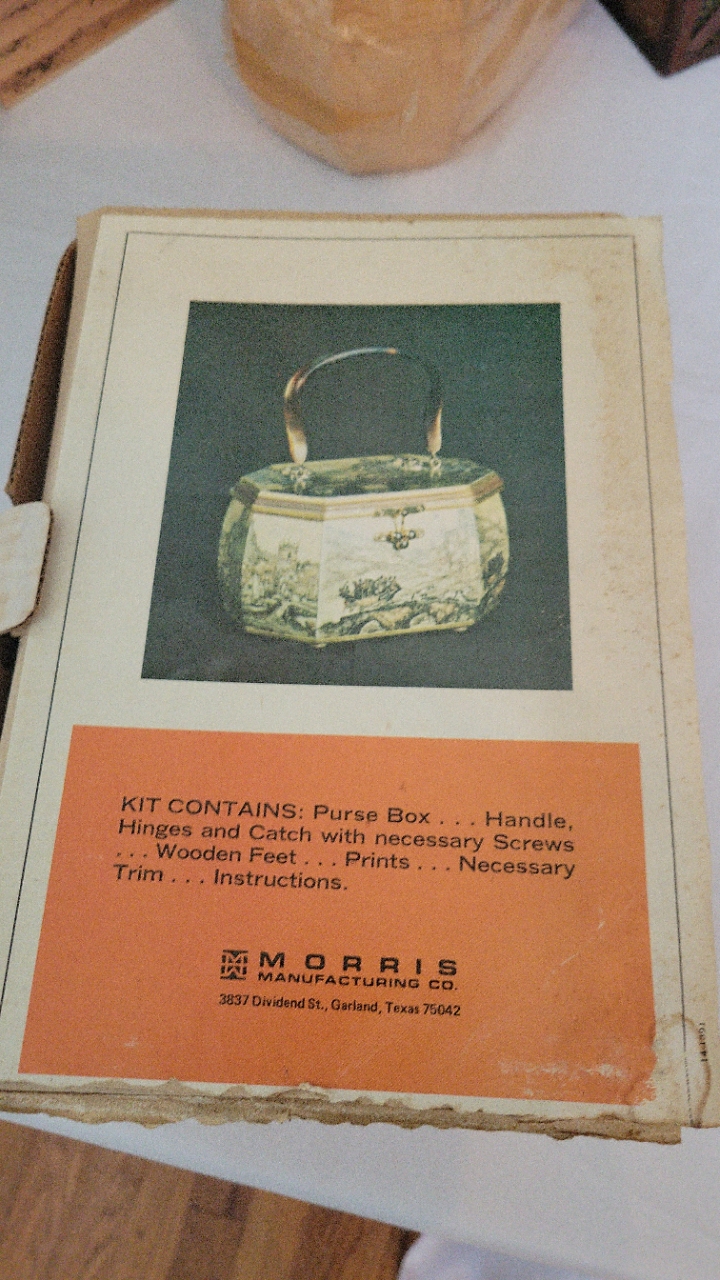 KIT CONTAINS: Purse Box . . . Handle,
Hinges and Catch with necessary Screws
. . . Wooden Feet . . . Prints . . . Necessary
Trim . . . Instructions.
MORRIS
MANUFACTURING CO.
3837 Dividend St., Garland, Texas 75042